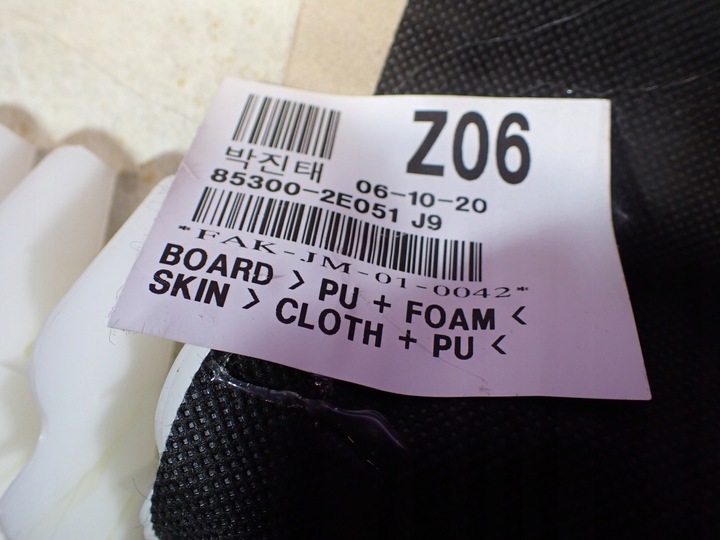 Z06
박진태 06-10-20
85300-2E051 J9
*FAK-JM-01-0042*
BOARD > PU + FOAM <
SKIN > CLOTH + PU <